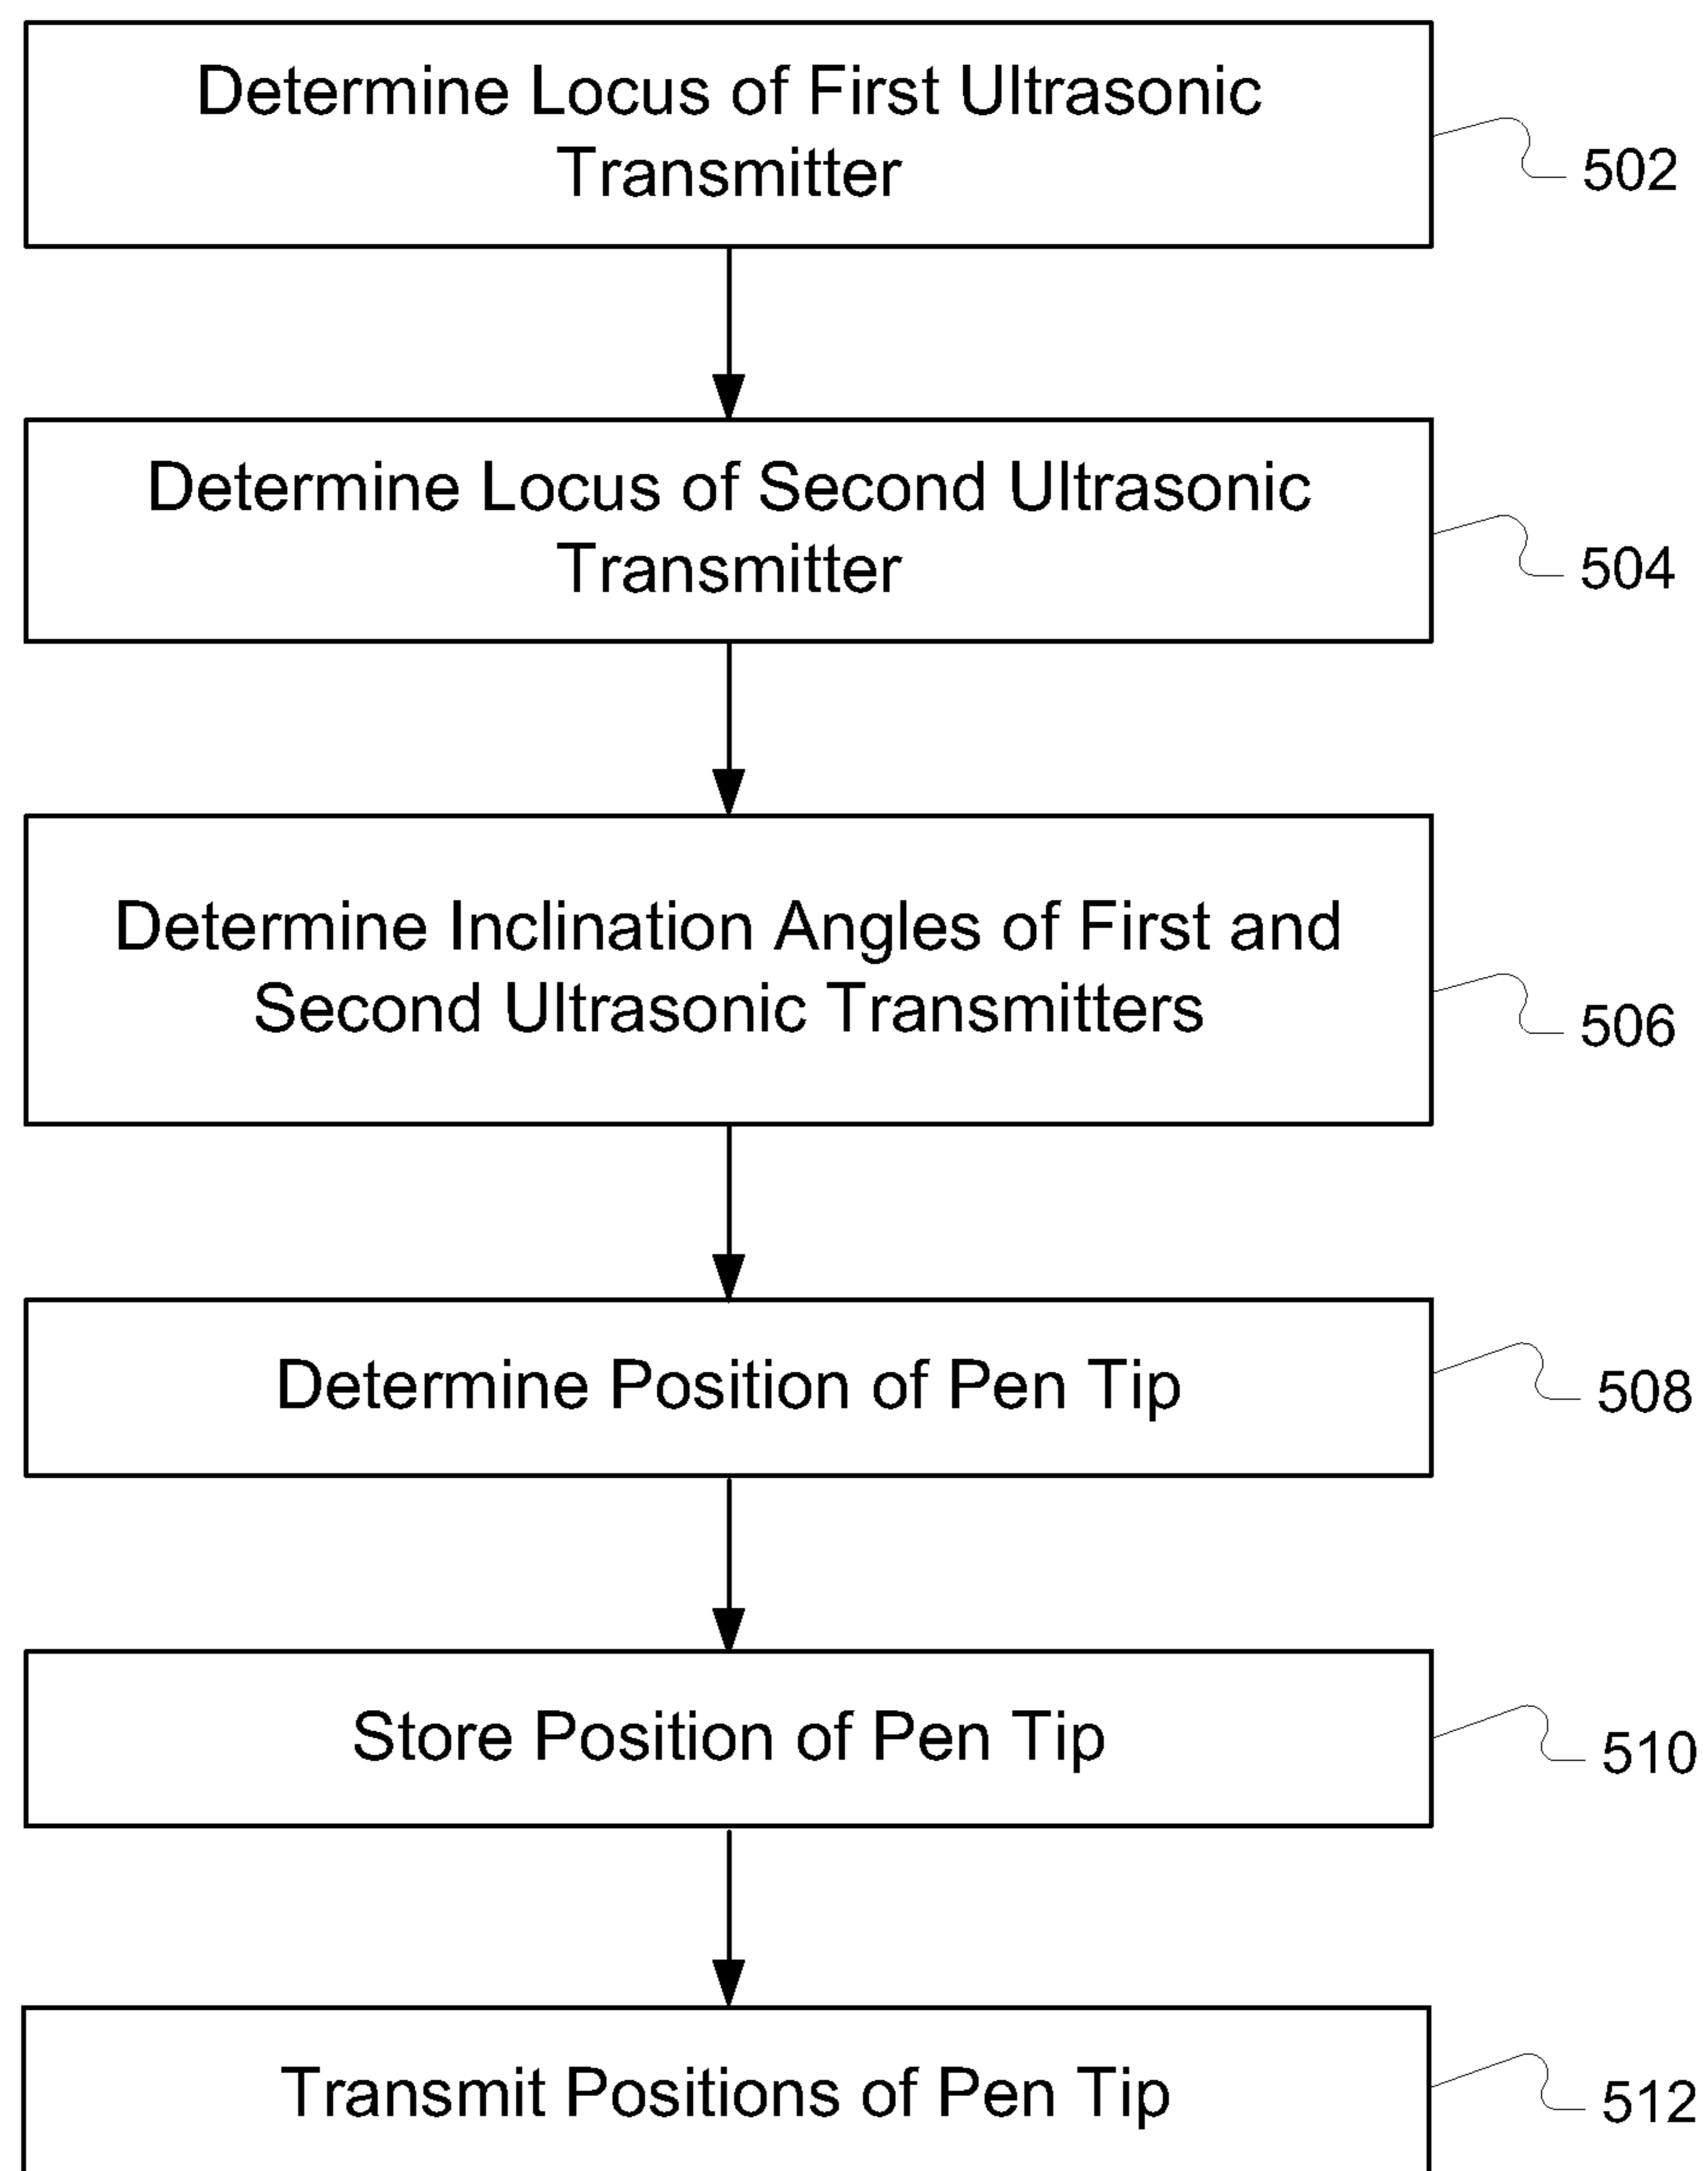 Determine Locus of First Ultrasonic
Transmitter
502
Determine Locus of Second Ultrasonic
Transmitter
504
Determine Inclination Angles of First and
Second Ultrasonic Transmitters
506
Determine Position of Pen Tip
508
Store Position of Pen Tip
510
Transmit Positions of Pen Tip
512